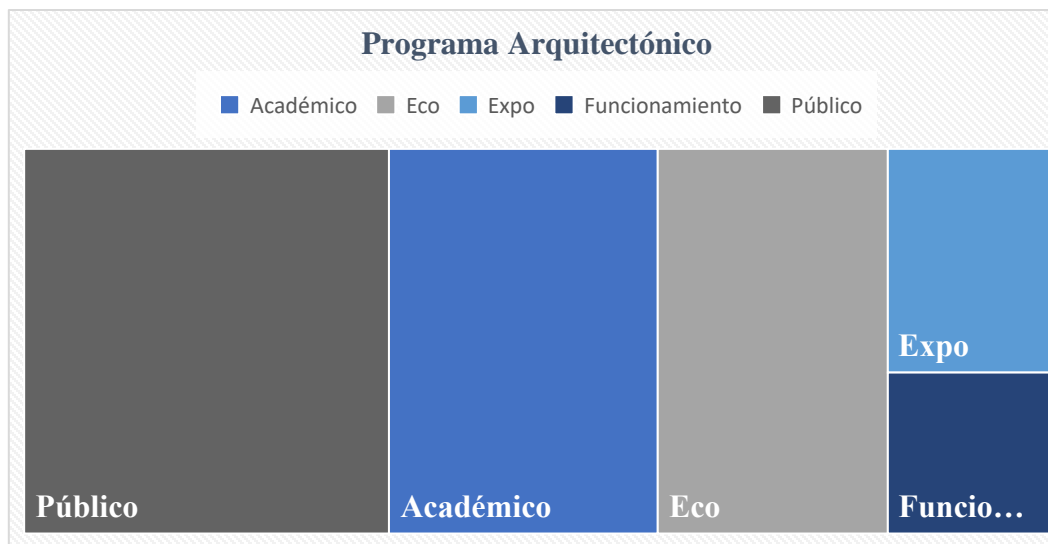 Programa Arquitectónico
Académico Eco Expo Funcionamiento Público
Expo
Público Académico Eco Funcio…